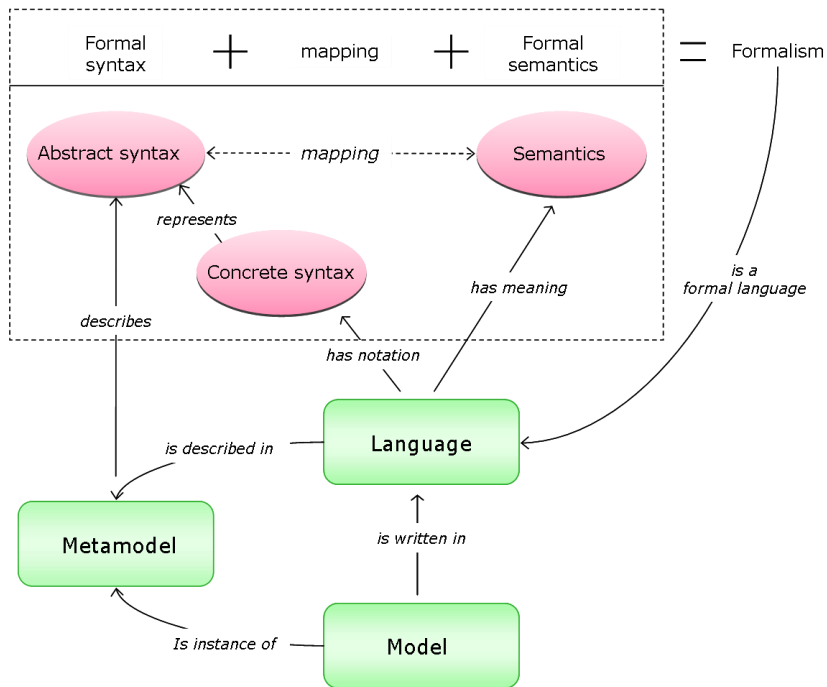 Formal
syntax
+
mapping
+
Formal
semantics
=
Formalism
Abstract syntax
mapping
Semantics
represents
Concrete syntax
has meaning
is a
formal language
describes
has notation
Language
is described in
Metamodel
is written in
Is instance of
Model